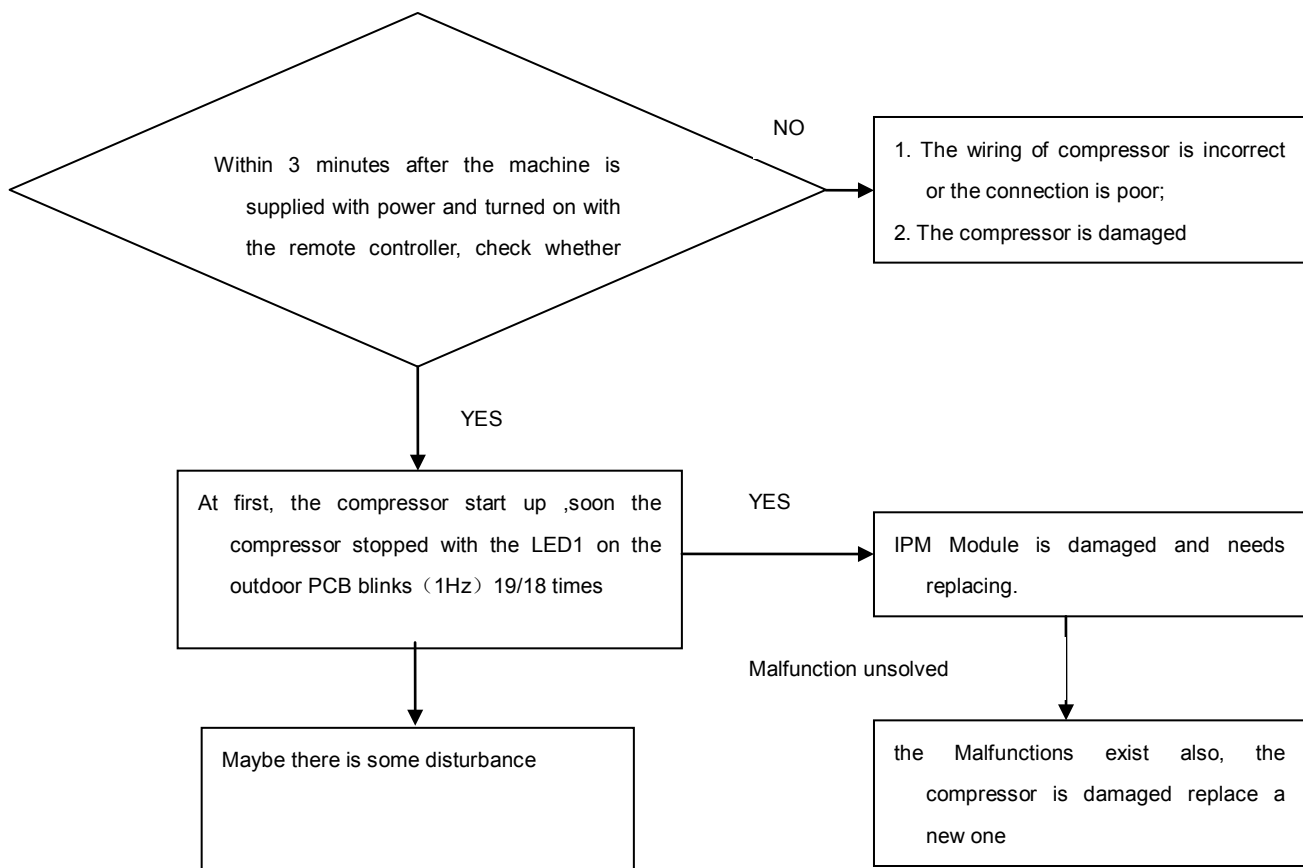 NO
Within 3 minutes after the machine is
supplied with power and turned on with
the remote controller, check whether
1. The wiring of compressor is incorrect
or the connection is poor;
2. The compressor is damaged
YES
At first, the compressor start up ,soon the
compressor stopped with the LED1 on the
outdoor PCB blinks（1Hz）19/18 times
YES
IPM Module is damaged and needs
replacing.
Malfunction unsolved
Maybe there is some disturbance
the Malfunctions exist also, the
compressor is damaged replace a
new one